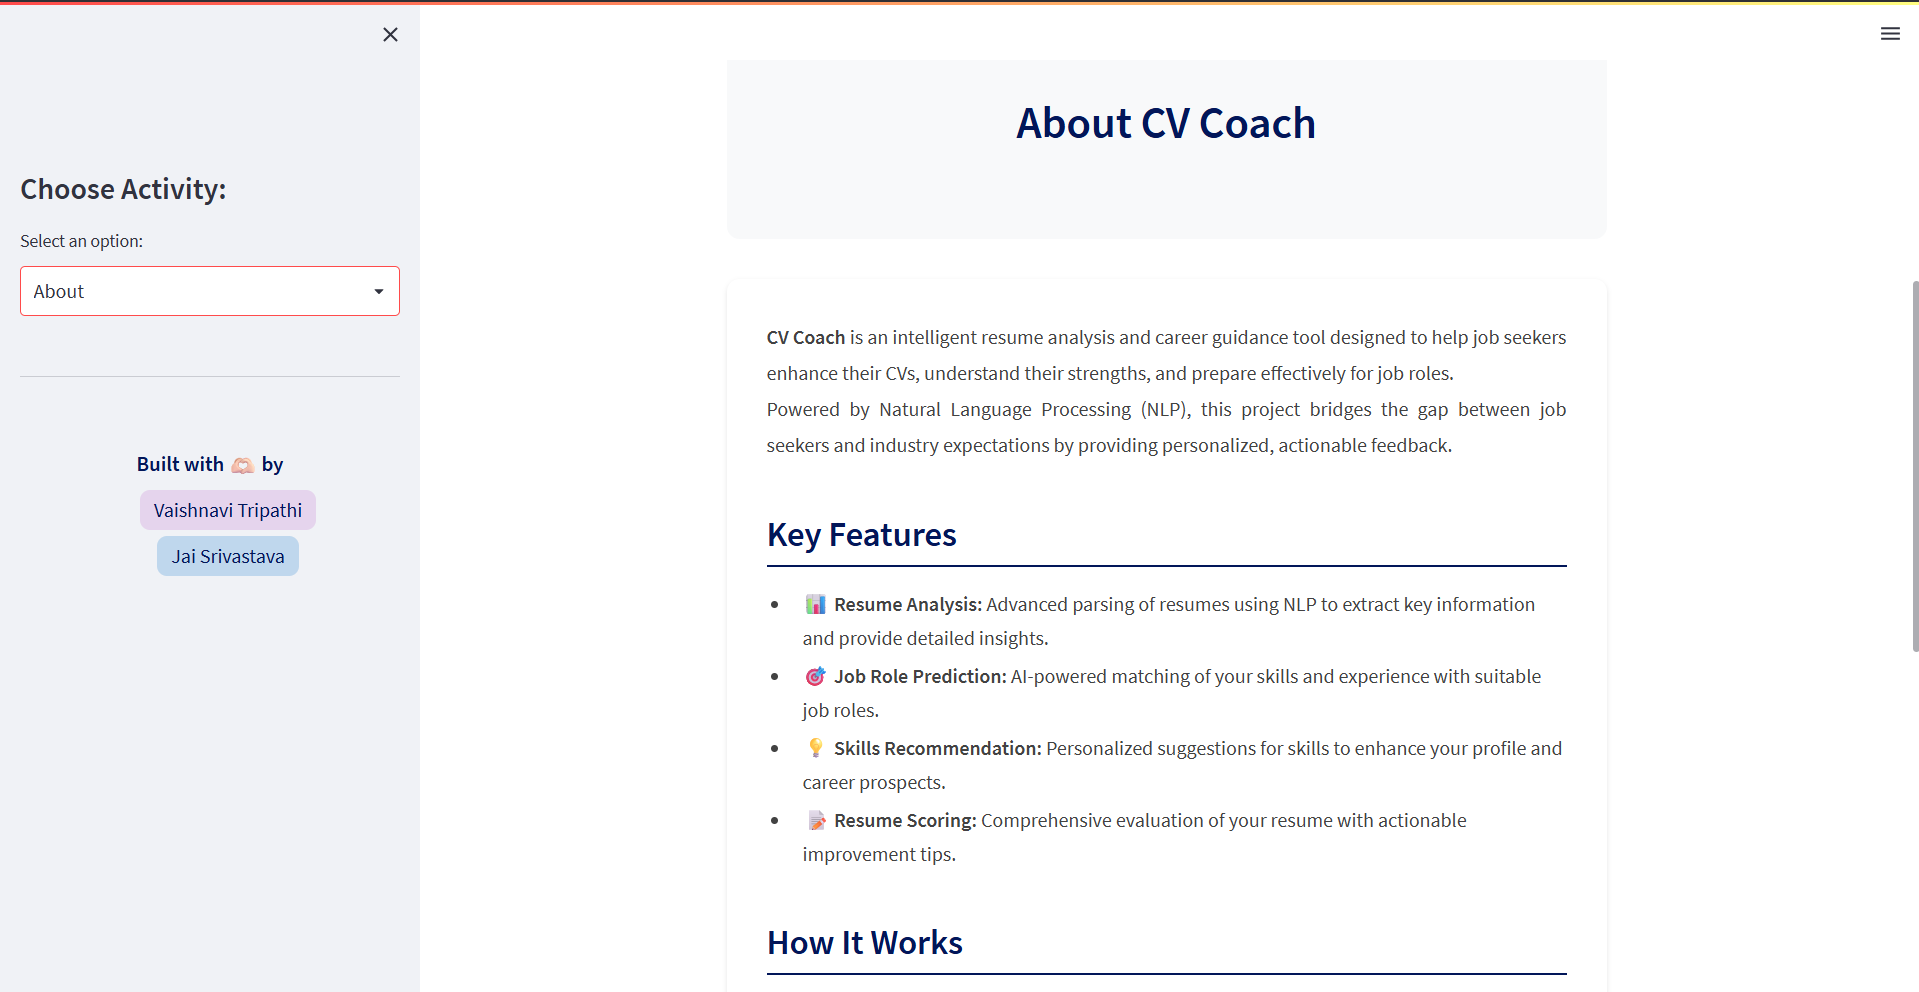 Choose Activity:
Select an option:
About
Built with 🫶🏻 by
Vaishnavi Tripathi
Jai Srivastava
About CV Coach
CV Coach is an intelligent resume analysis and career guidance tool designed to help job seekers
enhance their CVs, understand their strengths, and prepare effectively for job roles.
Powered by Natural Language Processing (NLP), this project bridges the gap between job
seekers and industry expectations by providing personalized, actionable feedback.
Key Features
• 📊 Resume Analysis: Advanced parsing of resumes using NLP to extract key information
and provide detailed insights.
• 🎯 Job Role Prediction: AI-powered matching of your skills and experience with suitable
job roles.
• 💡 Skills Recommendation: Personalized suggestions for skills to enhance your profile and
career prospects.
• 📝 Resume Scoring: Comprehensive evaluation of your resume with actionable
improvement tips.
How It Works